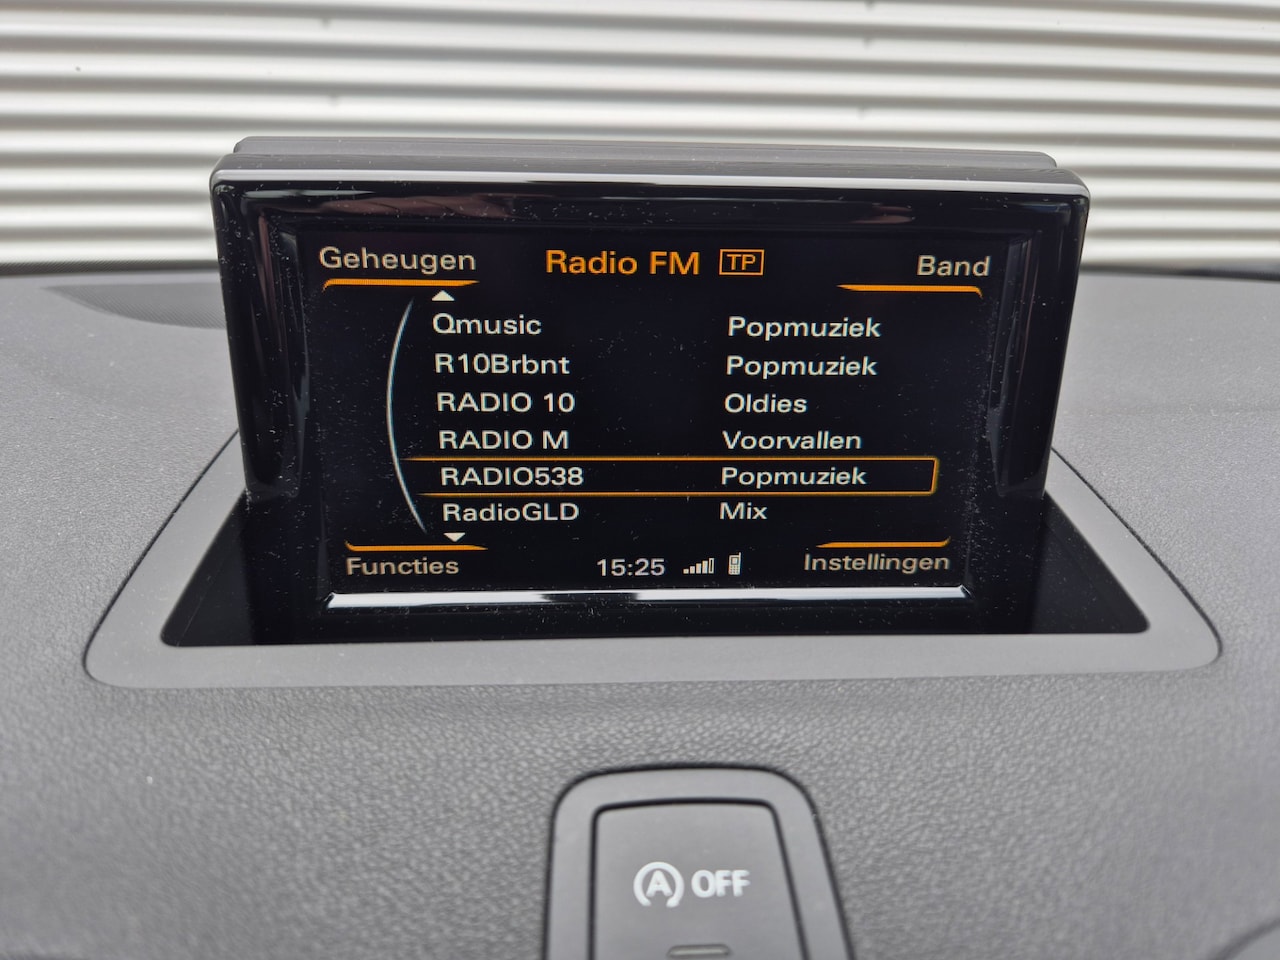 Geheugen Radio FM TP Band
Qmusic Popmuziek
R10Brbnt Popmuziek
RADIO 10 Oldies
RADIO M Voorvallen
RADIO538 Popmuziek
RadioGLD Mix
Functies 15:25 Instellingen
A OFF